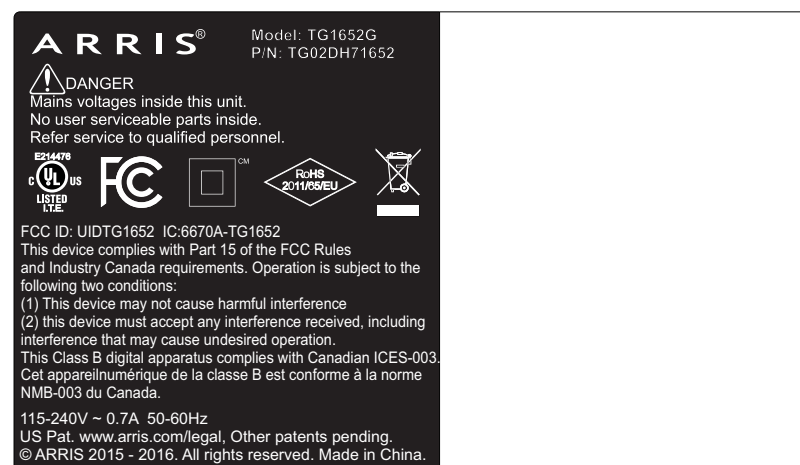 ARRIS®
Model: TG1652G
P/N: TG02DH71652
DANGER
Mains voltages inside this unit.
No user serviceable parts inside.
Refer service to qualified personnel.
E214476
C UL US
LISTED
I.T.E.
FC
CM
RoHS
2011/65/EU
FCC ID: UIDTG1652 IC:6670A-TG1652
This device complies with Part 15 of the FCC Rules
and Industry Canada requirements. Operation is subject to the
following two conditions:
(1) This device may not cause harmful interference
(2) this device must accept any interference received, including
interference that may cause undesired operation.
This Class B digital apparatus complies with Canadian ICES-003.
Cet appareilnumérique de la classe B est conforme à la norme
NMB-003 du Canada.
115-240V ~ 0.7A 50-60Hz
US Pat. www.arris.com/legal, Other patents pending.
© ARRIS 2015 - 2016. All rights reserved. Made in China.